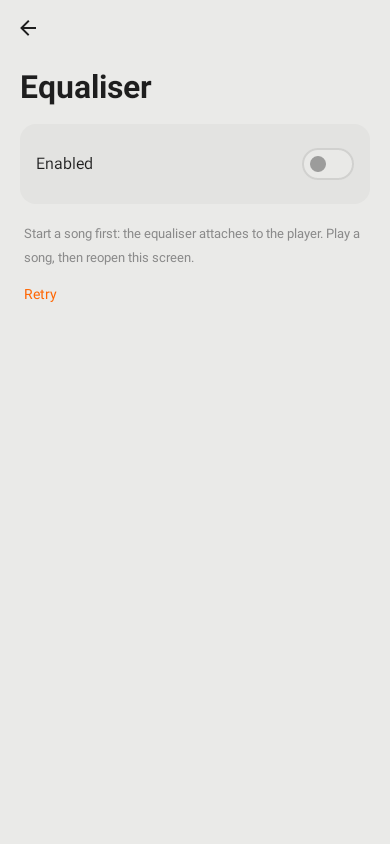 Equaliser
Enabled
Start a song first: the equaliser attaches to the player. Play a
song, then reopen this screen.
Retry